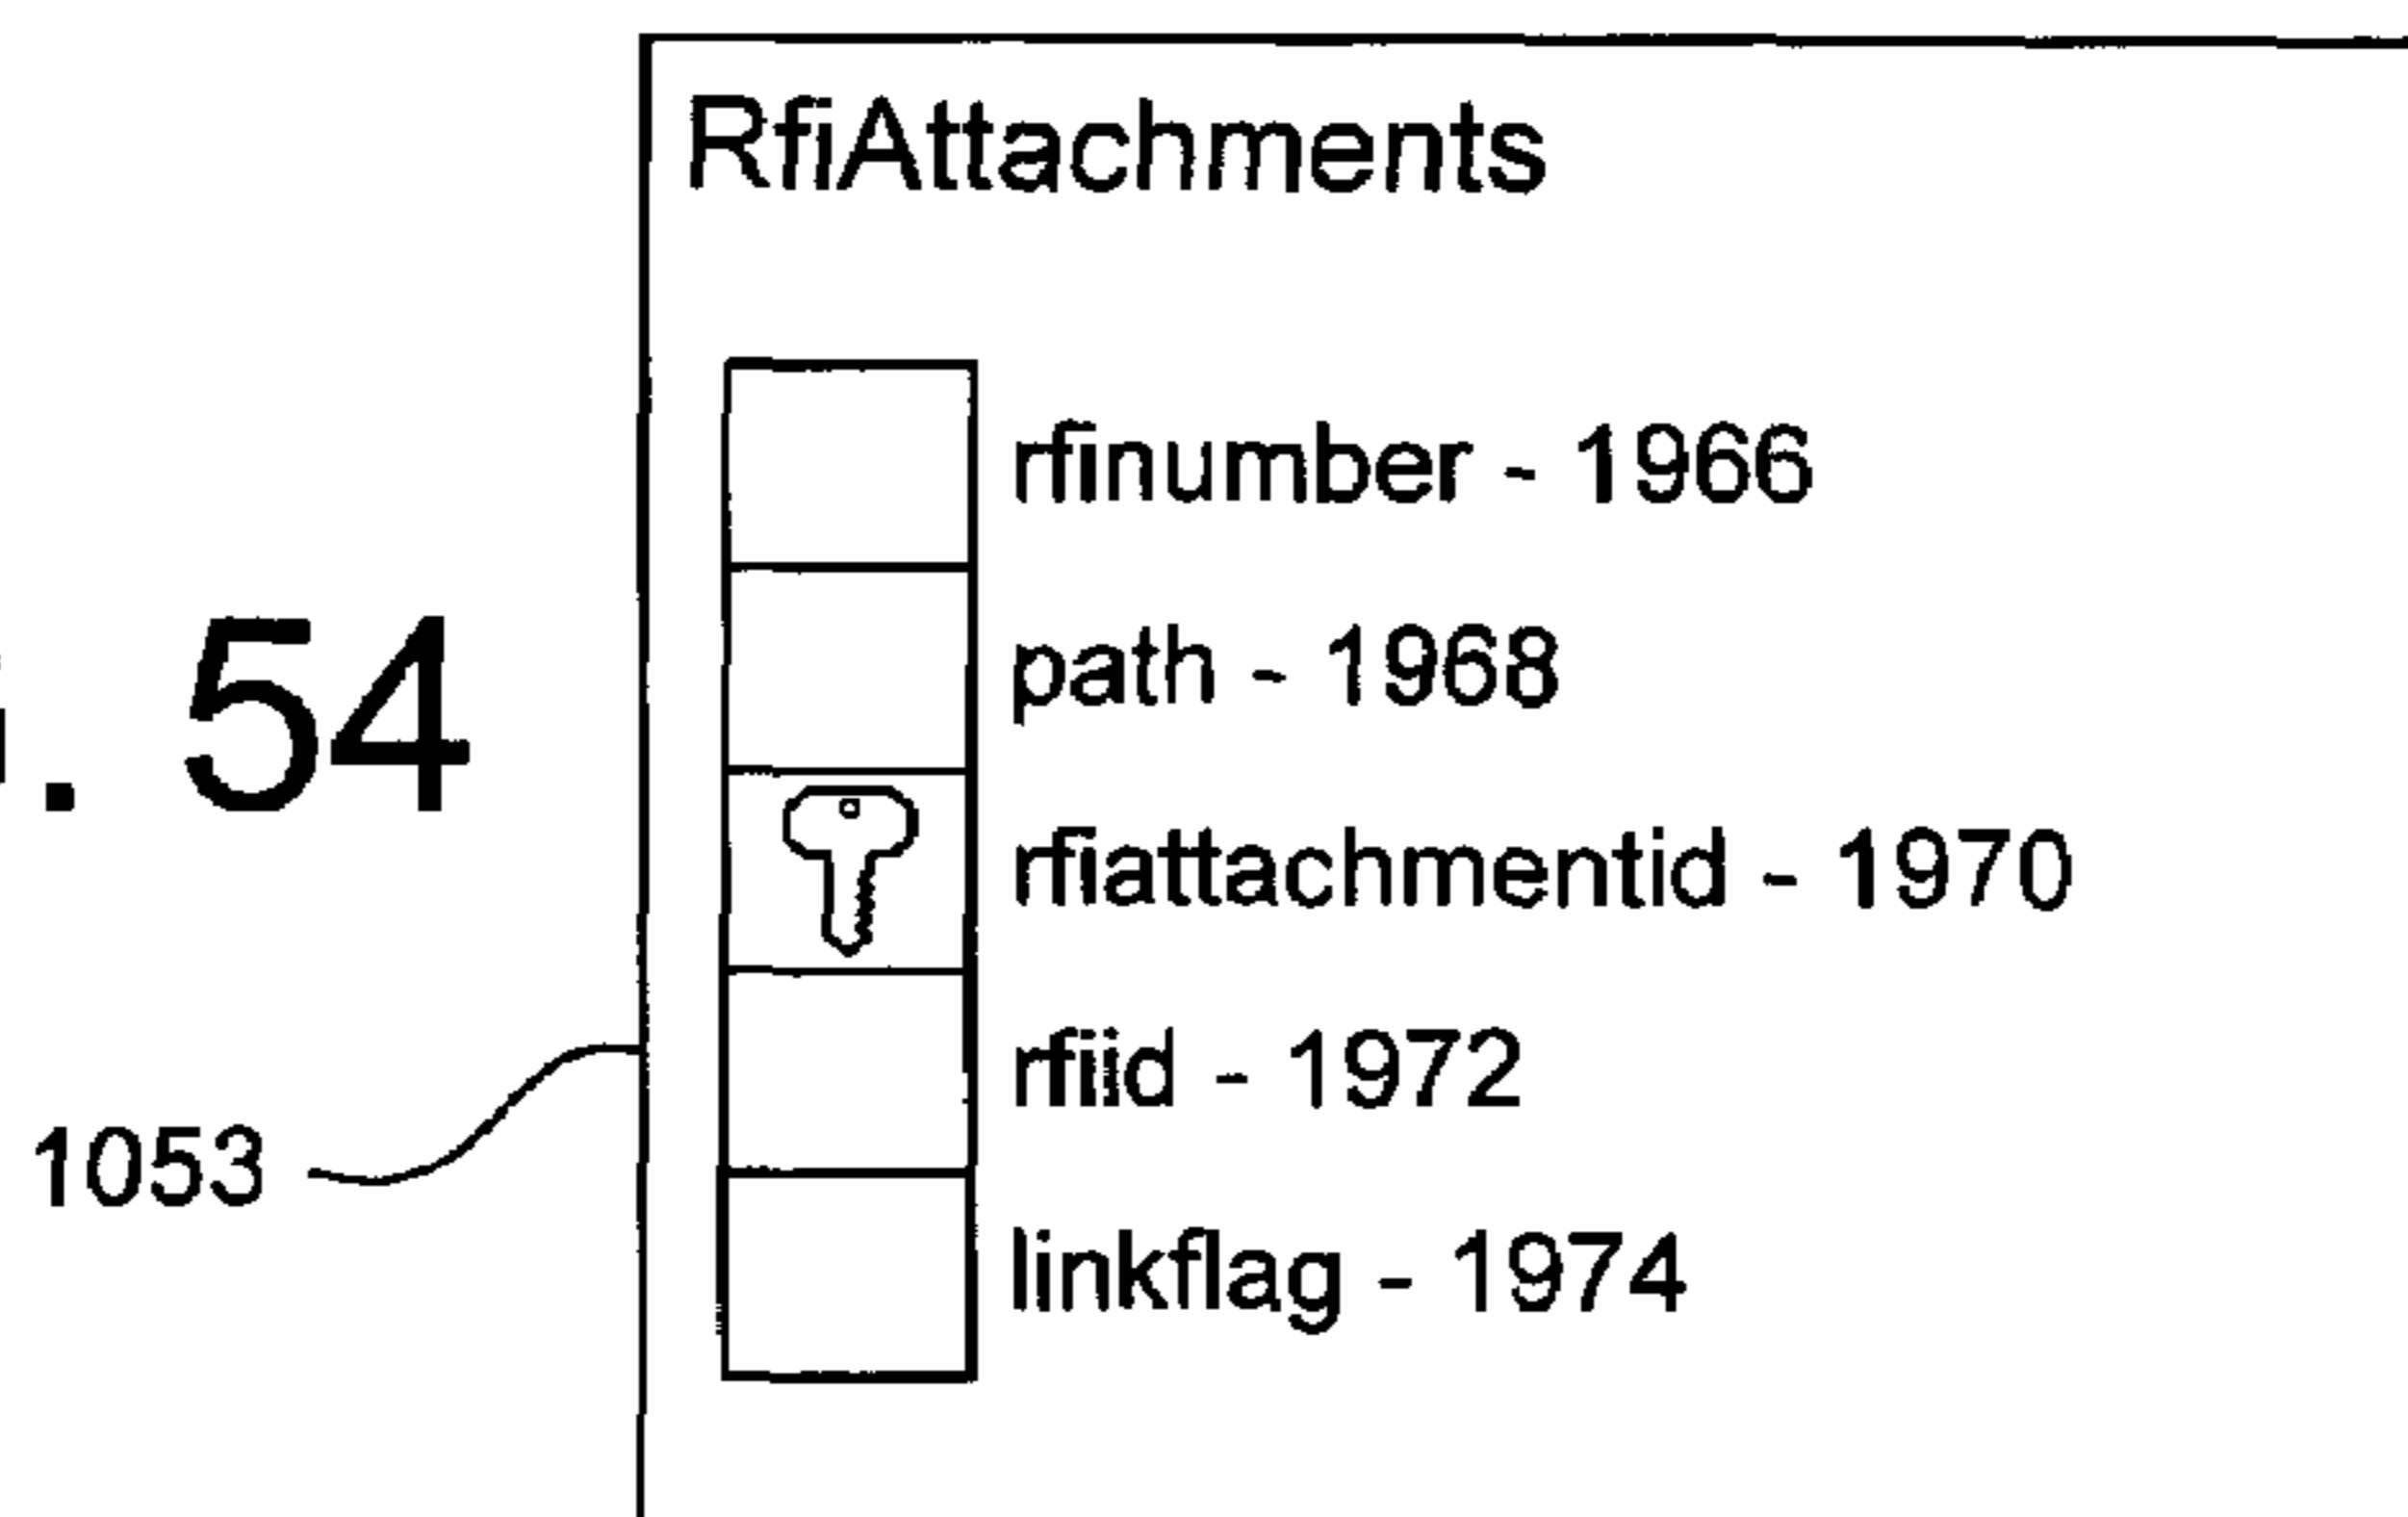 RfiAttachments
rfinumber - 1966
path - 1968
. 54
rfiattachmentid - 1970
rfiid - 1972
1053
linkflag - 1974